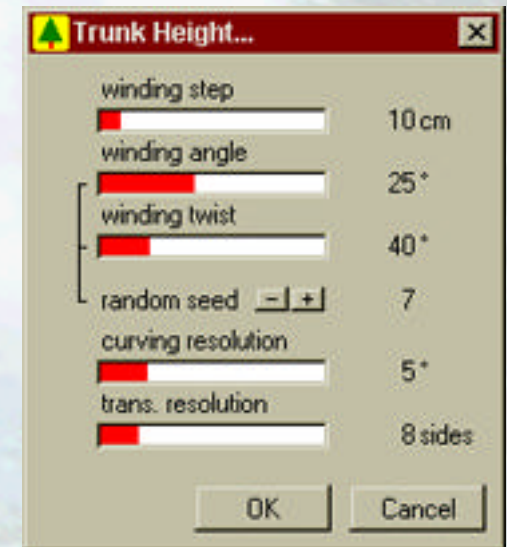 Trunk Height...
winding step
10 cm
winding angle
25°
winding twist
40°
random seed - + 7
curving resolution
5°
trans. resolution
8 sides
OK Cancel